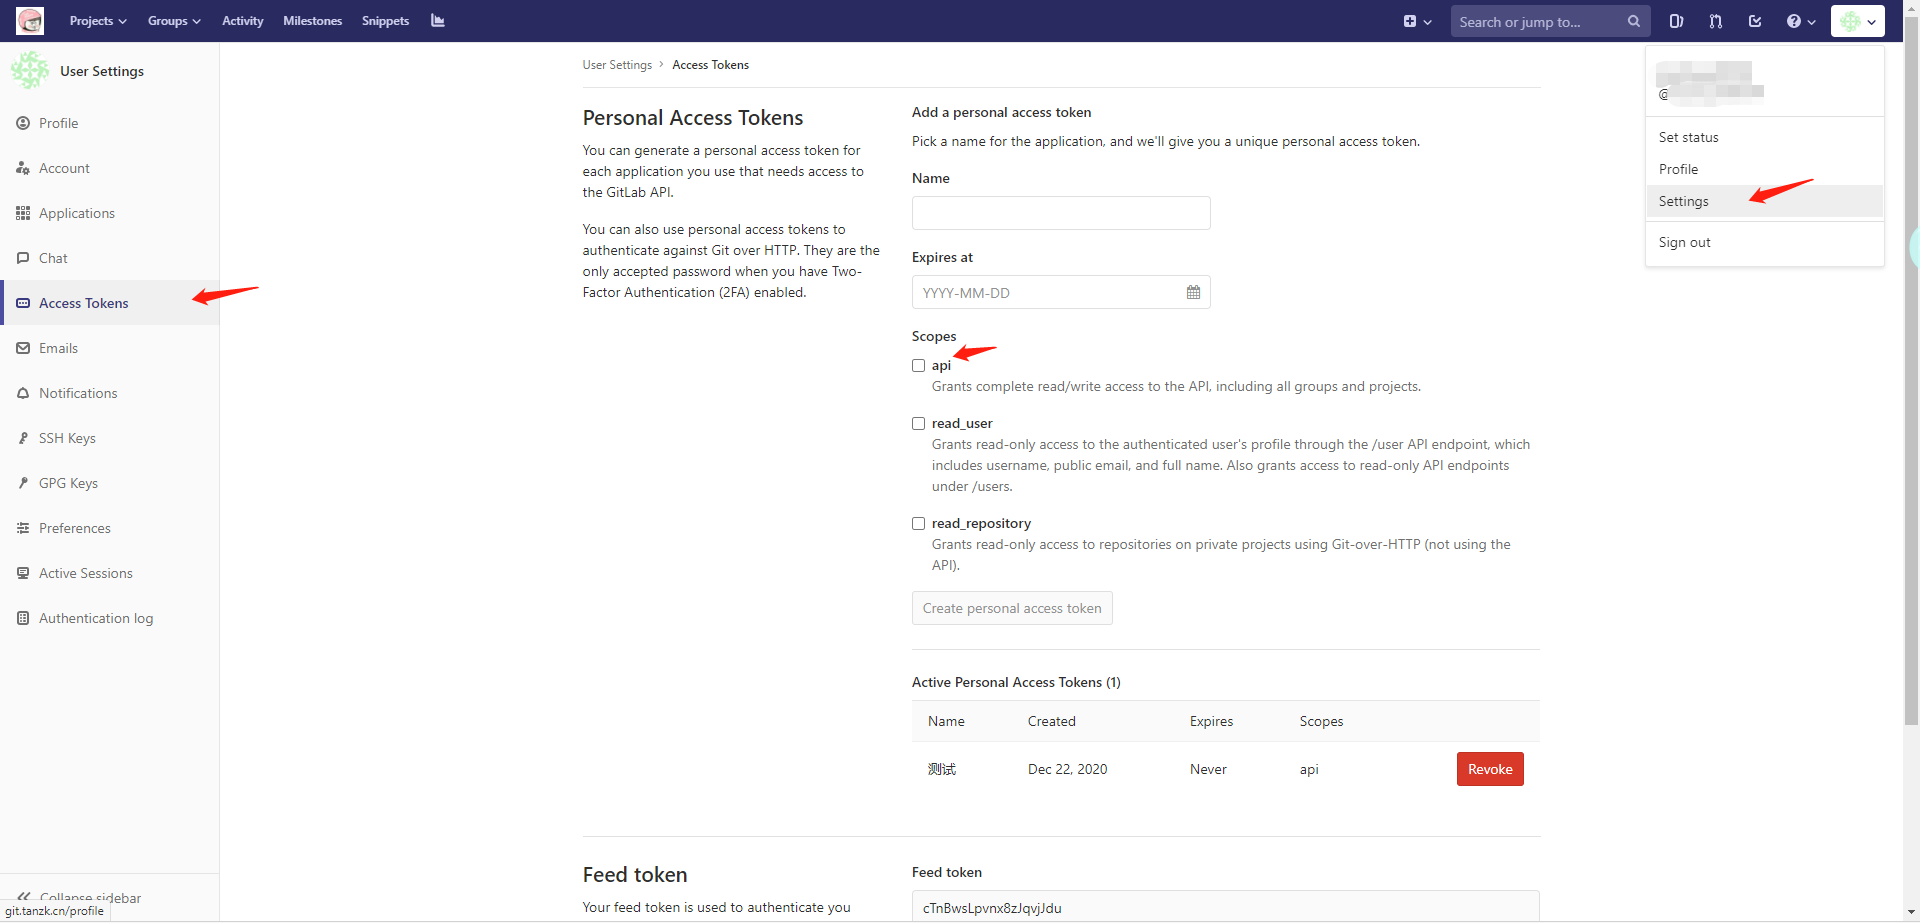 Projects Groups Activity Milestones Snippets
Search or jump to...
User Settings
Profile
Account
Applications
Chat
Access Tokens
Emails
Notifications
SSH Keys
GPG Keys
Preferences
Active Sessions
Authentication log
Collapse sidebar
git.tanzk.cn/profile
User Settings > Access Tokens
Personal Access Tokens
You can generate a personal access token for
each application you use that needs access to
the GitLab API.
You can also use personal access tokens to
authenticate against Git over HTTP. They are the
only accepted password when you have Two-
Factor Authentication (2FA) enabled.
Add a personal access token
Pick a name for the application, and we'll give you a unique personal access token.
Name
Expires at
YYYY-MM-DD
Scopes
api
Grants complete read/write access to the API, including all groups and projects.
read_user
Grants read-only access to the authenticated user's profile through the /user API endpoint, which
includes username, public email, and full name. Also grants access to read-only API endpoints
under /users.
read_repository
Grants read-only access to repositories on private projects using Git-over-HTTP (not using the
API).
Create personal access token
Active Personal Access Tokens (1)
Name Created Expires Scopes
测试 Dec 22, 2020 Never api Revoke
Feed token
Your feed token is used to authenticate you
Feed token
cTnBwsLpvnx8zJqvjJdu
@
Set status
Profile
Settings
Sign out